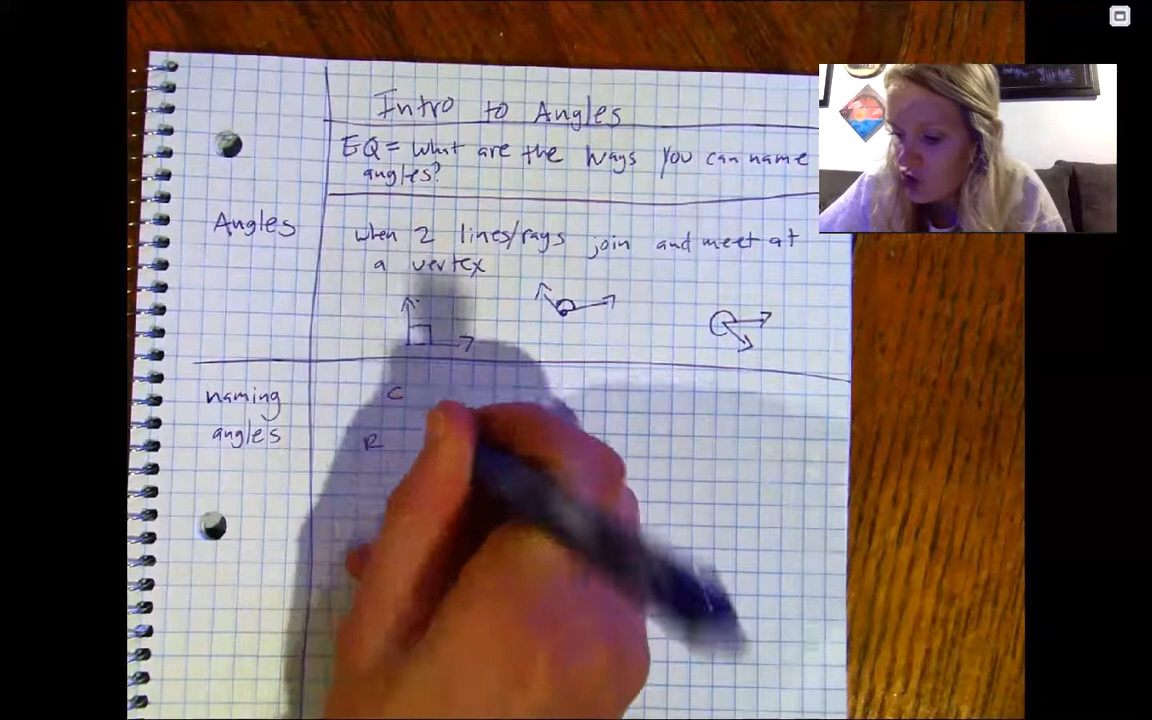 Intro to Angles
EQ = What are the ways you can name
angles?
Angles
when 2 lines/rays join and meet at
a vertex
naming
angles
C
R